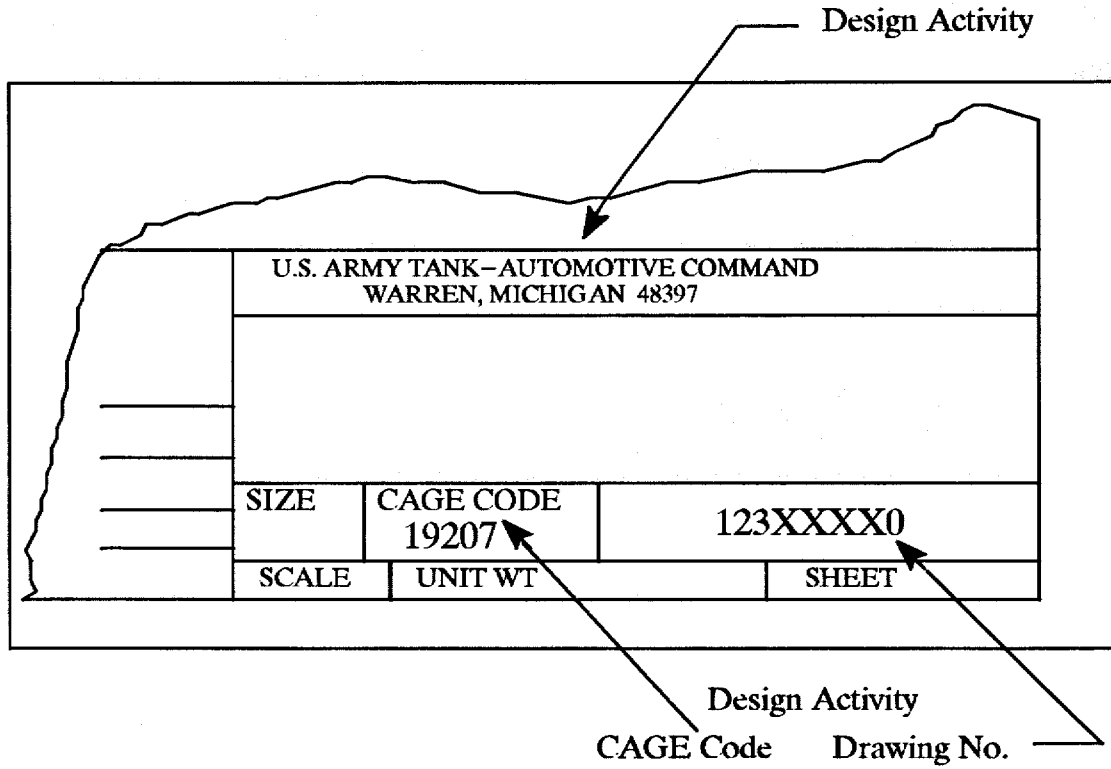 Design Activity
U.S. ARMY TANK–AUTOMOTIVE COMMAND
WARREN, MICHIGAN 48397
SIZE
CAGE CODE
19207
123XXXX0
SCALE
UNIT WT
SHEET
Design Activity
CAGE Code
Drawing No.